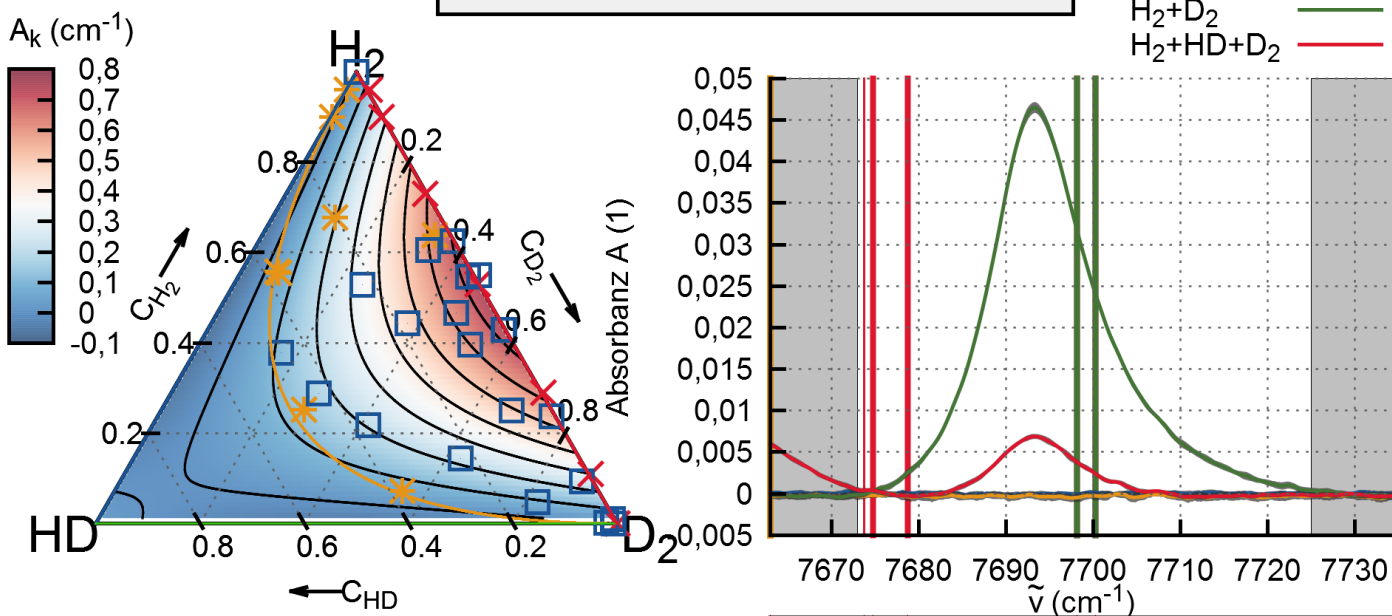 H2+D2
H2+HD+D2
Ak (cm-1)
0,8
0,7
0,6
0,5
0,4
0,3
0,2
0,1
0
-0,1
H2
0.8
0.6
0.4
0.2
CH2
0.2
0.4
0.6
0.8
CD2
HD
D2
0.8
0.6
0.4
0.2
CHD
Absorbanz A (1)
0,05
0,045
0,04
0,035
0,03
0,025
0,02
0,015
0,01
0,005
0
0,005
7670 7680 7690 7700 7710 7720 7730
ṽ (cm-1)